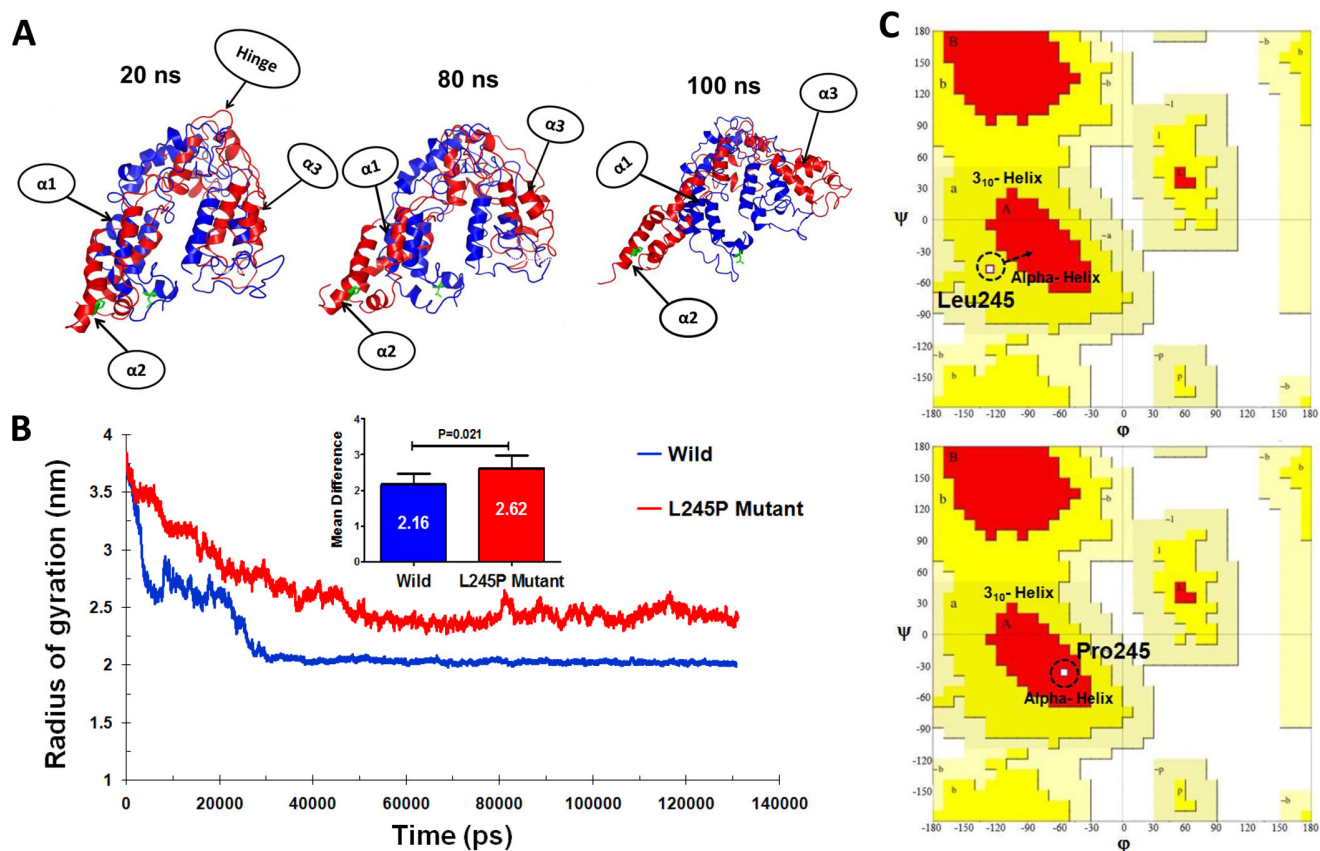 A
20 ns
80 ns
100 ns
Hinge
α1
α3
α2
α1
α3
α2
α1
α3
α2
B
Radius of gyration (nm)
4
3.5
3
2.5
2
1.5
1
0
20000
40000
60000
80000
100000
120000
140000
Time (ps)
Mean Difference
4
3
2
1
0
P=0.021
2.16
2.62
Wild
L245P Mutant
Wild
L245P Mutant
C
180
150
120
90
60
30
0
-30
-60
-90
-120
-150
-180
ψ
B
b
a
A
~a
~b
~b
b
~b
b
~l
l
~p
p
~b
3₁₀- Helix
Alpha- Helix
Leu245
-180 -150 -120 -90 -60 -30 0 30 60 90 120 150 180
φ
180
150
120
90
60
30
0
-30
-60
-90
-120
-150
ψ
B
b
a
A
~b
b
~b
b
~l
l
~p
p
~b
3₁₀- Helix
Pro245
Alpha- Helix
-180 -150 -120 -90 -60 -30 0 30 60 90 120 150 180
φ